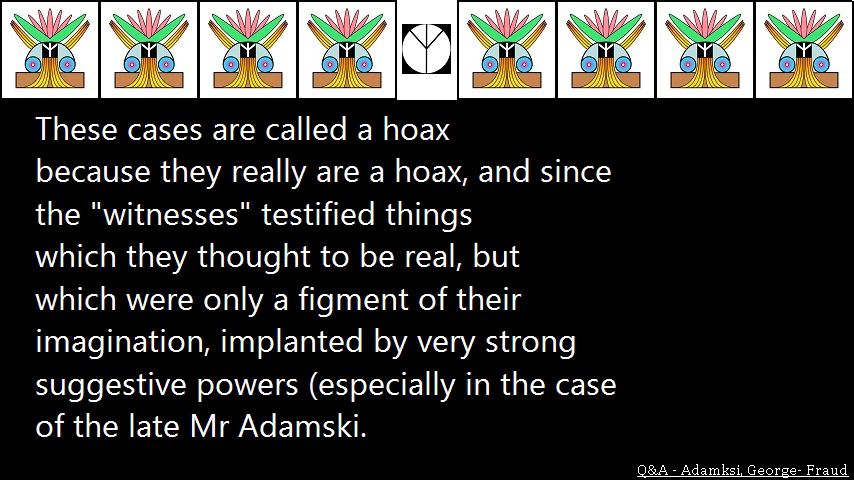 These cases are called a hoax
because they really are a hoax, and since
the "witnesses" testified things
which they thought to be real, but
which were only a figment of their
imagination, implanted by very strong
suggestive powers (especially in the case
of the late Mr Adamski.
Q&A - Adamksi, George- Fraud